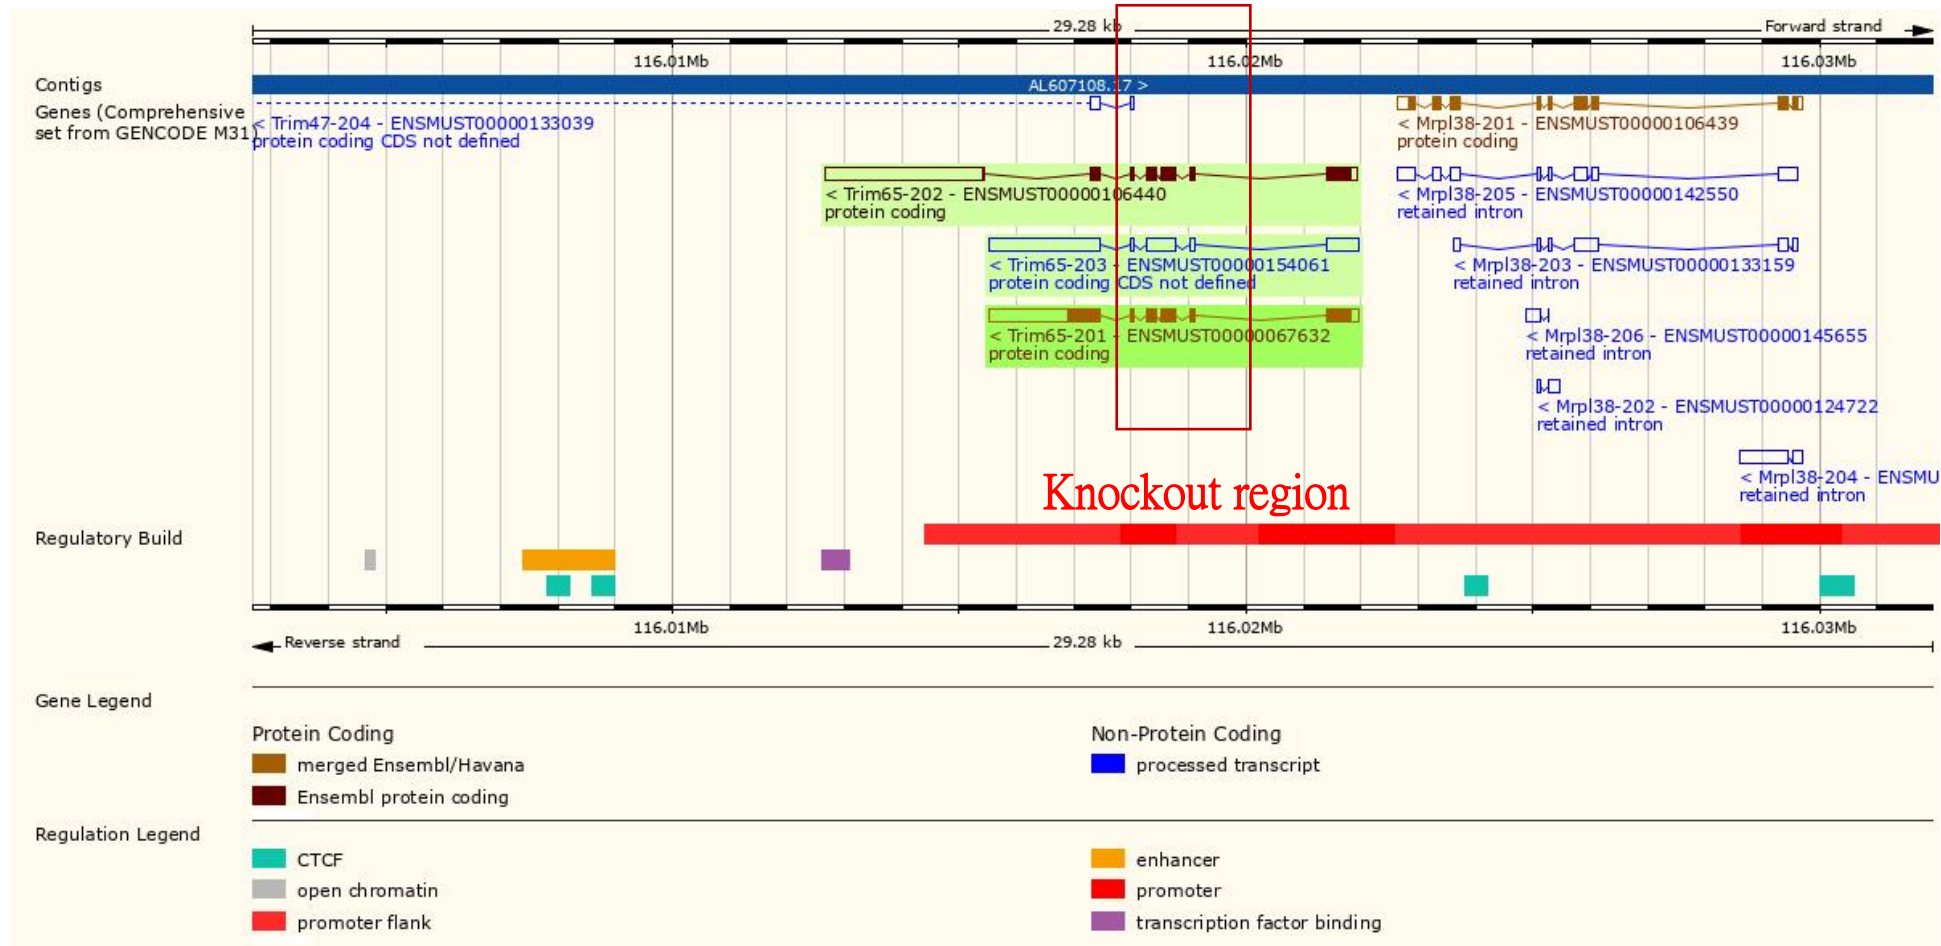 29.28 kb
Forward strand
116.01Mb 116.02Mb 116.03Mb
Contigs
AL607108.17 >
Genes (Comprehensive
set from GENCODE M31)
< Trim47-204 - ENSMUST00000133039
protein coding CDS not defined
< Mrpl38-201 - ENSMUST00000106439
protein coding
< Trim65-202 - ENSMUST00000106440
protein coding
< Mrpl38-205 - ENSMUST00000142550
retained intron
< Trim65-203 - ENSMUST00000154061
protein coding CDS not defined
< Mrpl38-203 - ENSMUST00000133159
retained intron
< Trim65-201 - ENSMUST00000067632
protein coding
< Mrpl38-206 - ENSMUST00000145655
retained intron
< Mrpl38-202 - ENSMUST00000124722
retained intron
< Mrpl38-204 - ENSMU
retained intron
Knockout region
Regulatory Build
116.01Mb 116.02Mb 116.03Mb
Reverse strand
29.28 kb
Gene Legend
Protein Coding
merged Ensembl/Havana
Ensembl protein coding
Non-Protein Coding
processed transcript
Regulation Legend
CTCF
open chromatin
promoter flank
enhancer
promoter
transcription factor binding